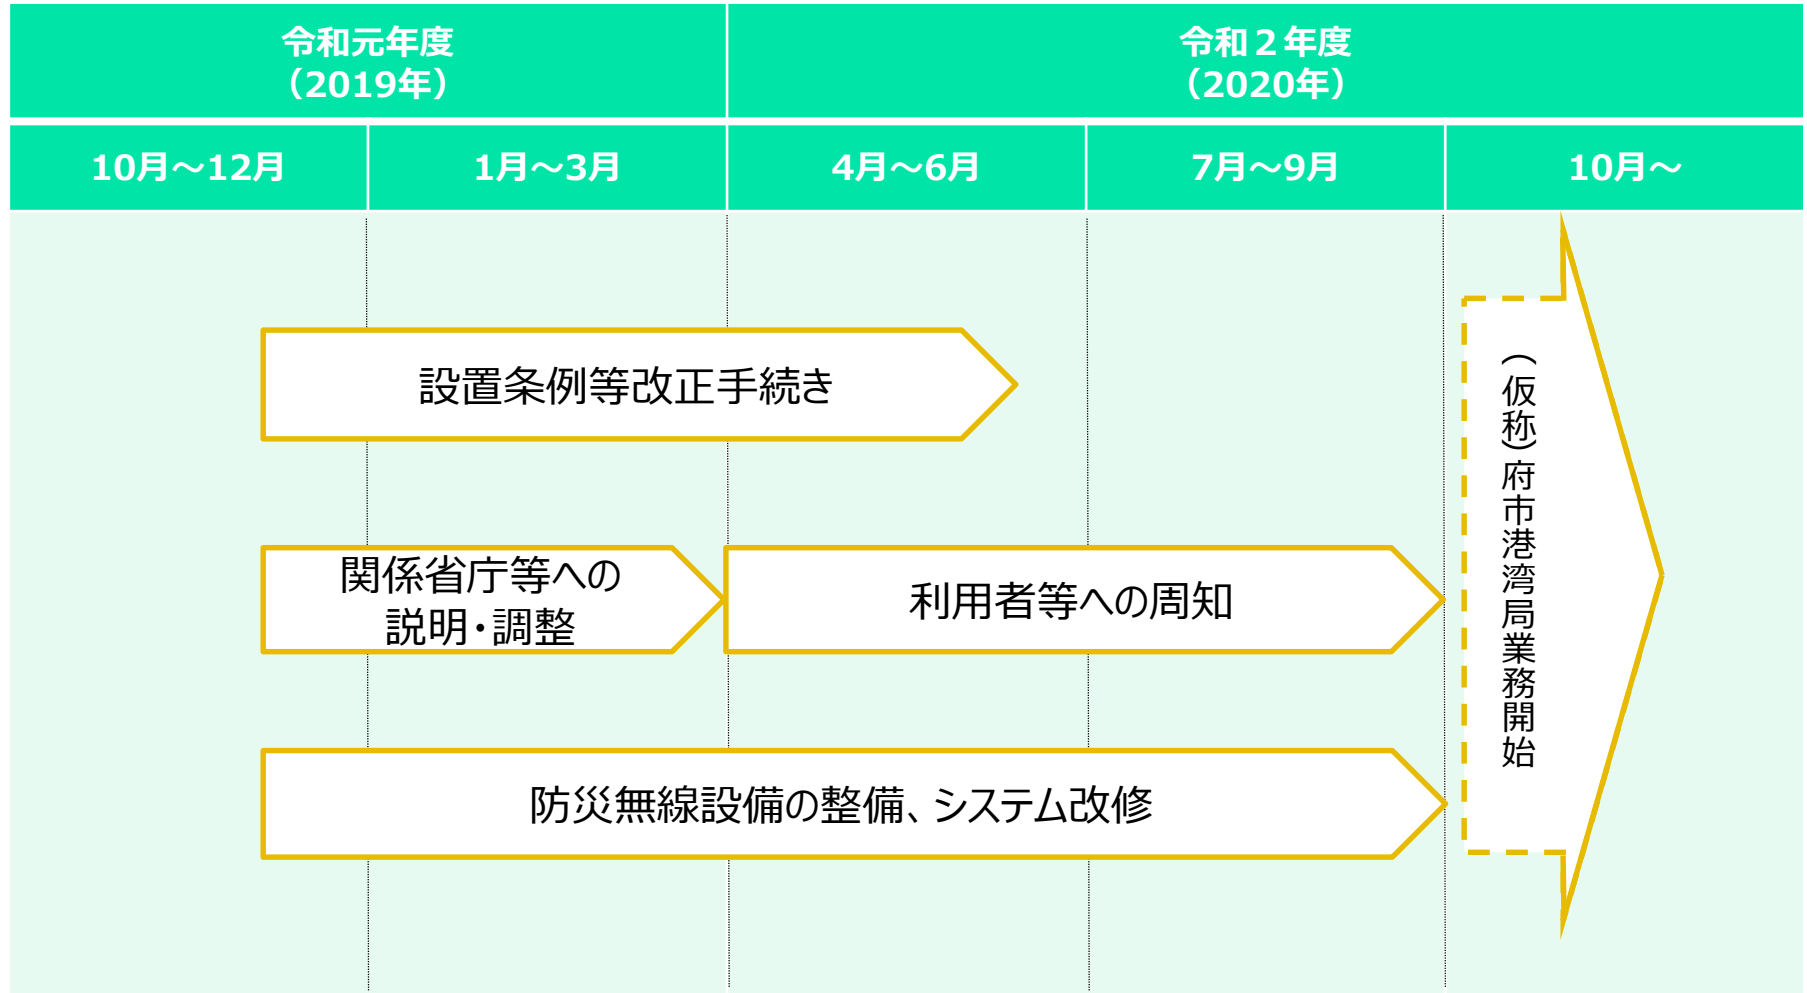 令和元年度
（2019年）
令和２年度
（2020年）
10月～12月
1月～3月
4月～6月
7月～9月
10月～
設置条例等改正手続き
関係省庁等への
説明・調整
利用者等への周知
防災無線設備の整備、システム改修
（仮称）府市港湾局業務開始